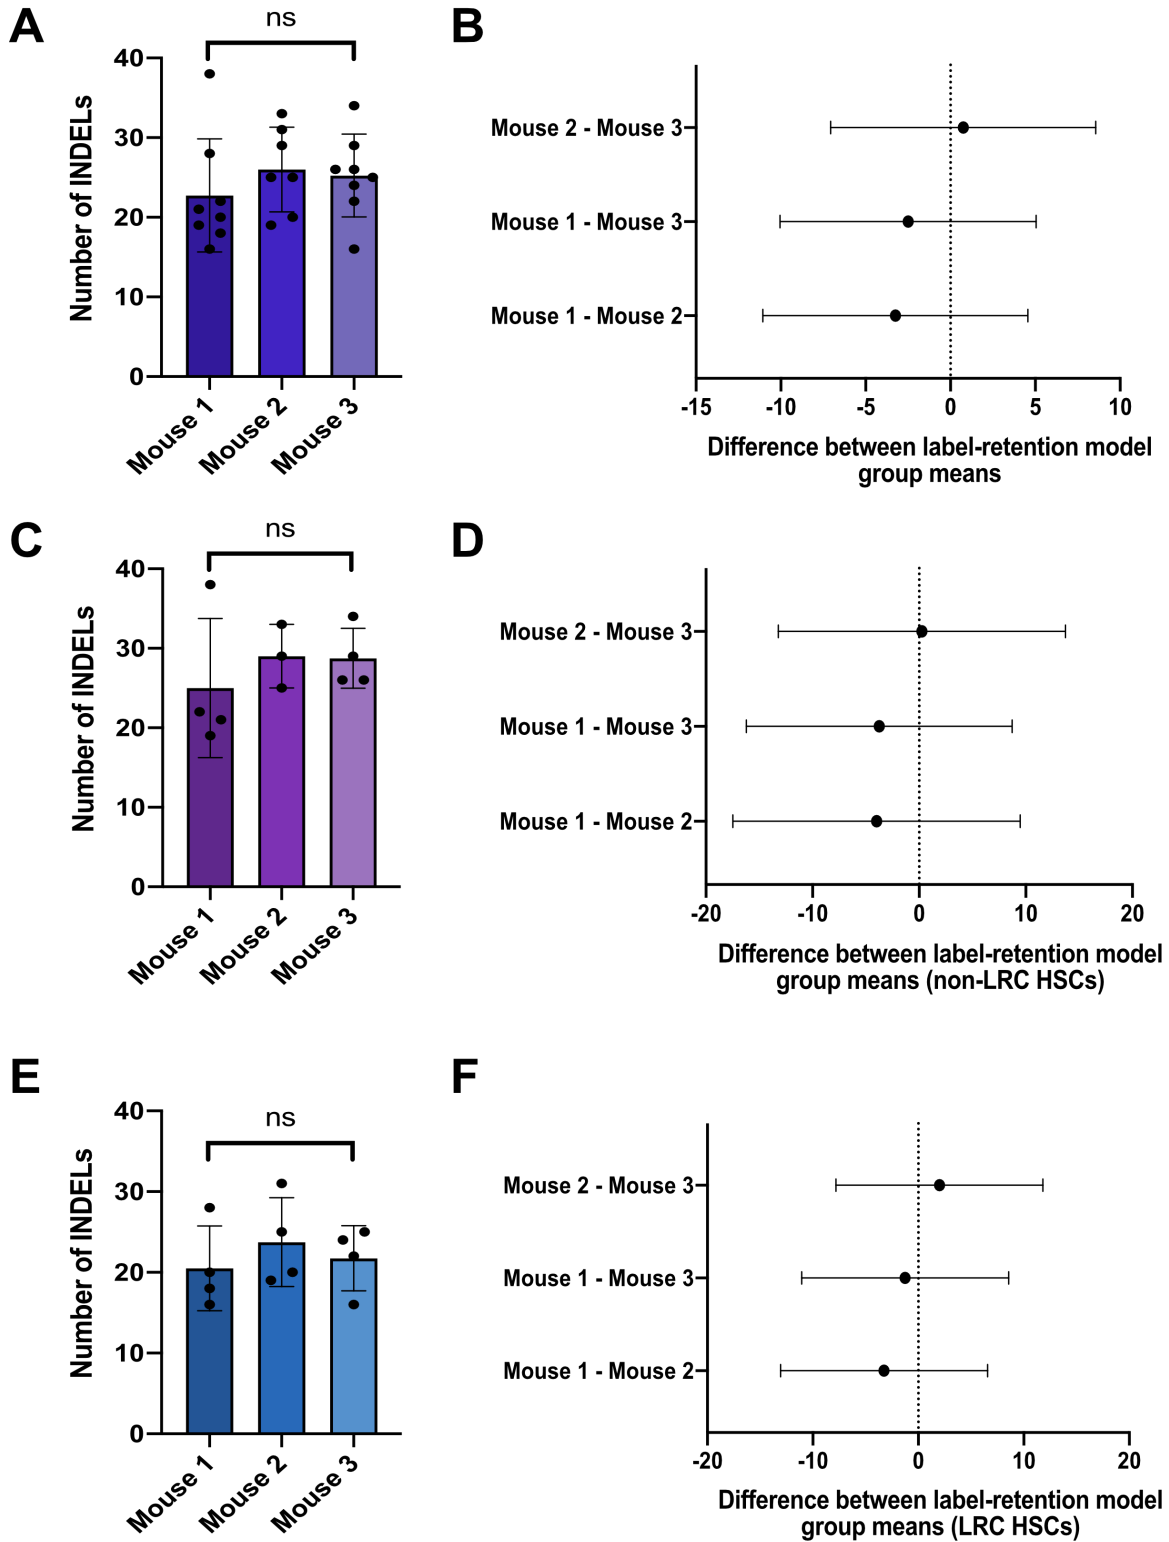 A
ns
Number of INDELs
40
30
20
10
0
Mouse 1
Mouse 2
Mouse 3
B
Mouse 2 - Mouse 3
Mouse 1 - Mouse 3
Mouse 1 - Mouse 2
-15
-10
-5
0
5
10
Difference between label-retention model
group means
C
ns
Number of INDELs
40
30
20
10
0
Mouse 1
Mouse 2
Mouse 3
D
Mouse 2 - Mouse 3
Mouse 1 - Mouse 3
Mouse 1 - Mouse 2
-20
-10
0
10
20
Difference between label-retention model
group means (non-LRC HSCs)
E
ns
Number of INDELs
40
30
20
10
0
Mouse 1
Mouse 2
Mouse 3
F
Mouse 2 - Mouse 3
Mouse 1 - Mouse 3
Mouse 1 - Mouse 2
-20
-10
0
10
20
Difference between label-retention model
group means (LRC HSCs)